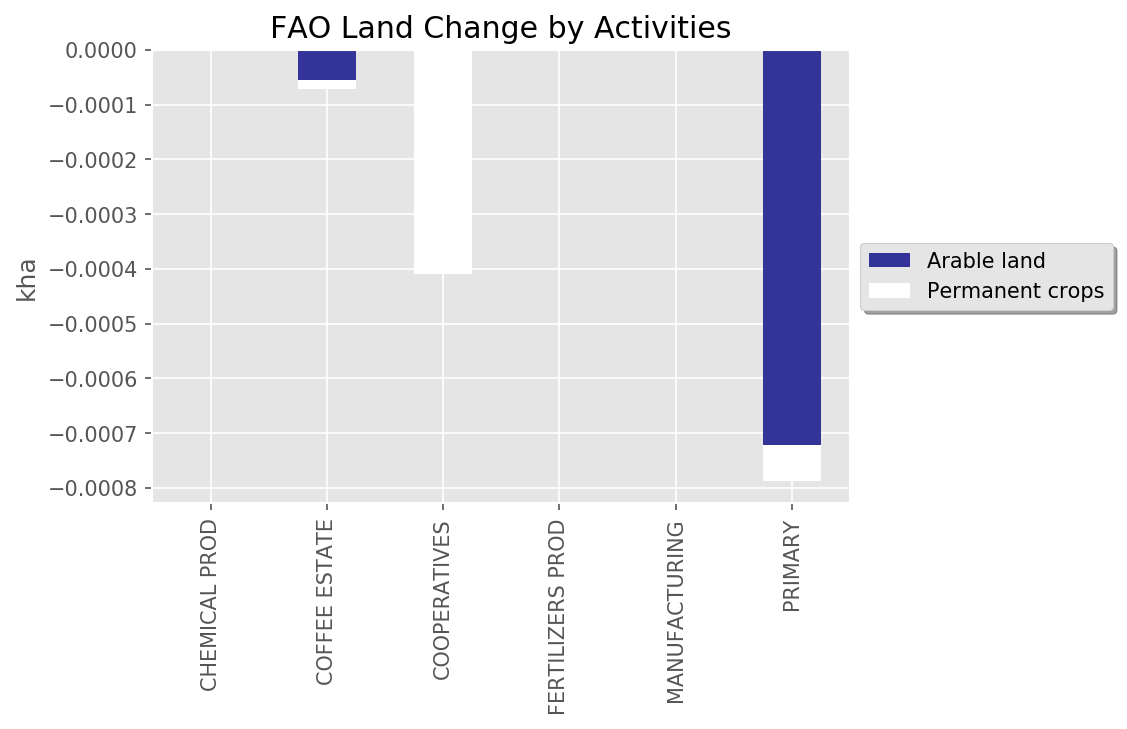 FAO Land Change by Activities
0.0000
−0.0001
−0.0002
−0.0003
−0.0004
−0.0005
−0.0006
−0.0007
−0.0008
kha
CHEMICAL PROD
COFFEE ESTATE
COOPERATIVES
FERTILIZERS PROD
MANUFACTURING
PRIMARY
Arable land
Permanent crops